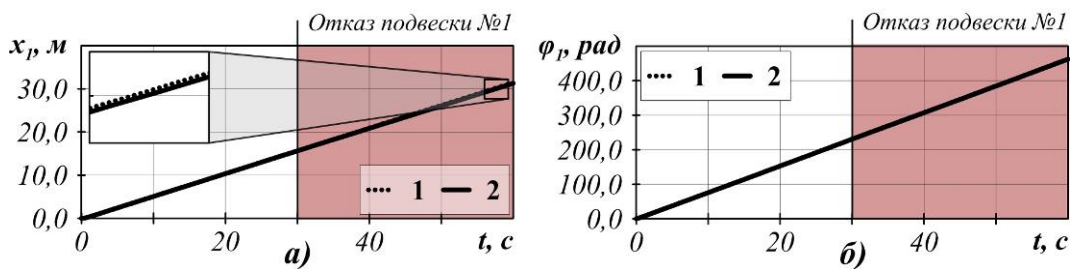 Отказ подвески №1
x₁, м
30,0
20,0
10,0
0,0
1 2
0 20 40 t, с
а)
Отказ подвески №1
φ₁, рад
1 2
400,0
300,0
200,0
100,0
0,0
0 20 40 t, с
б)